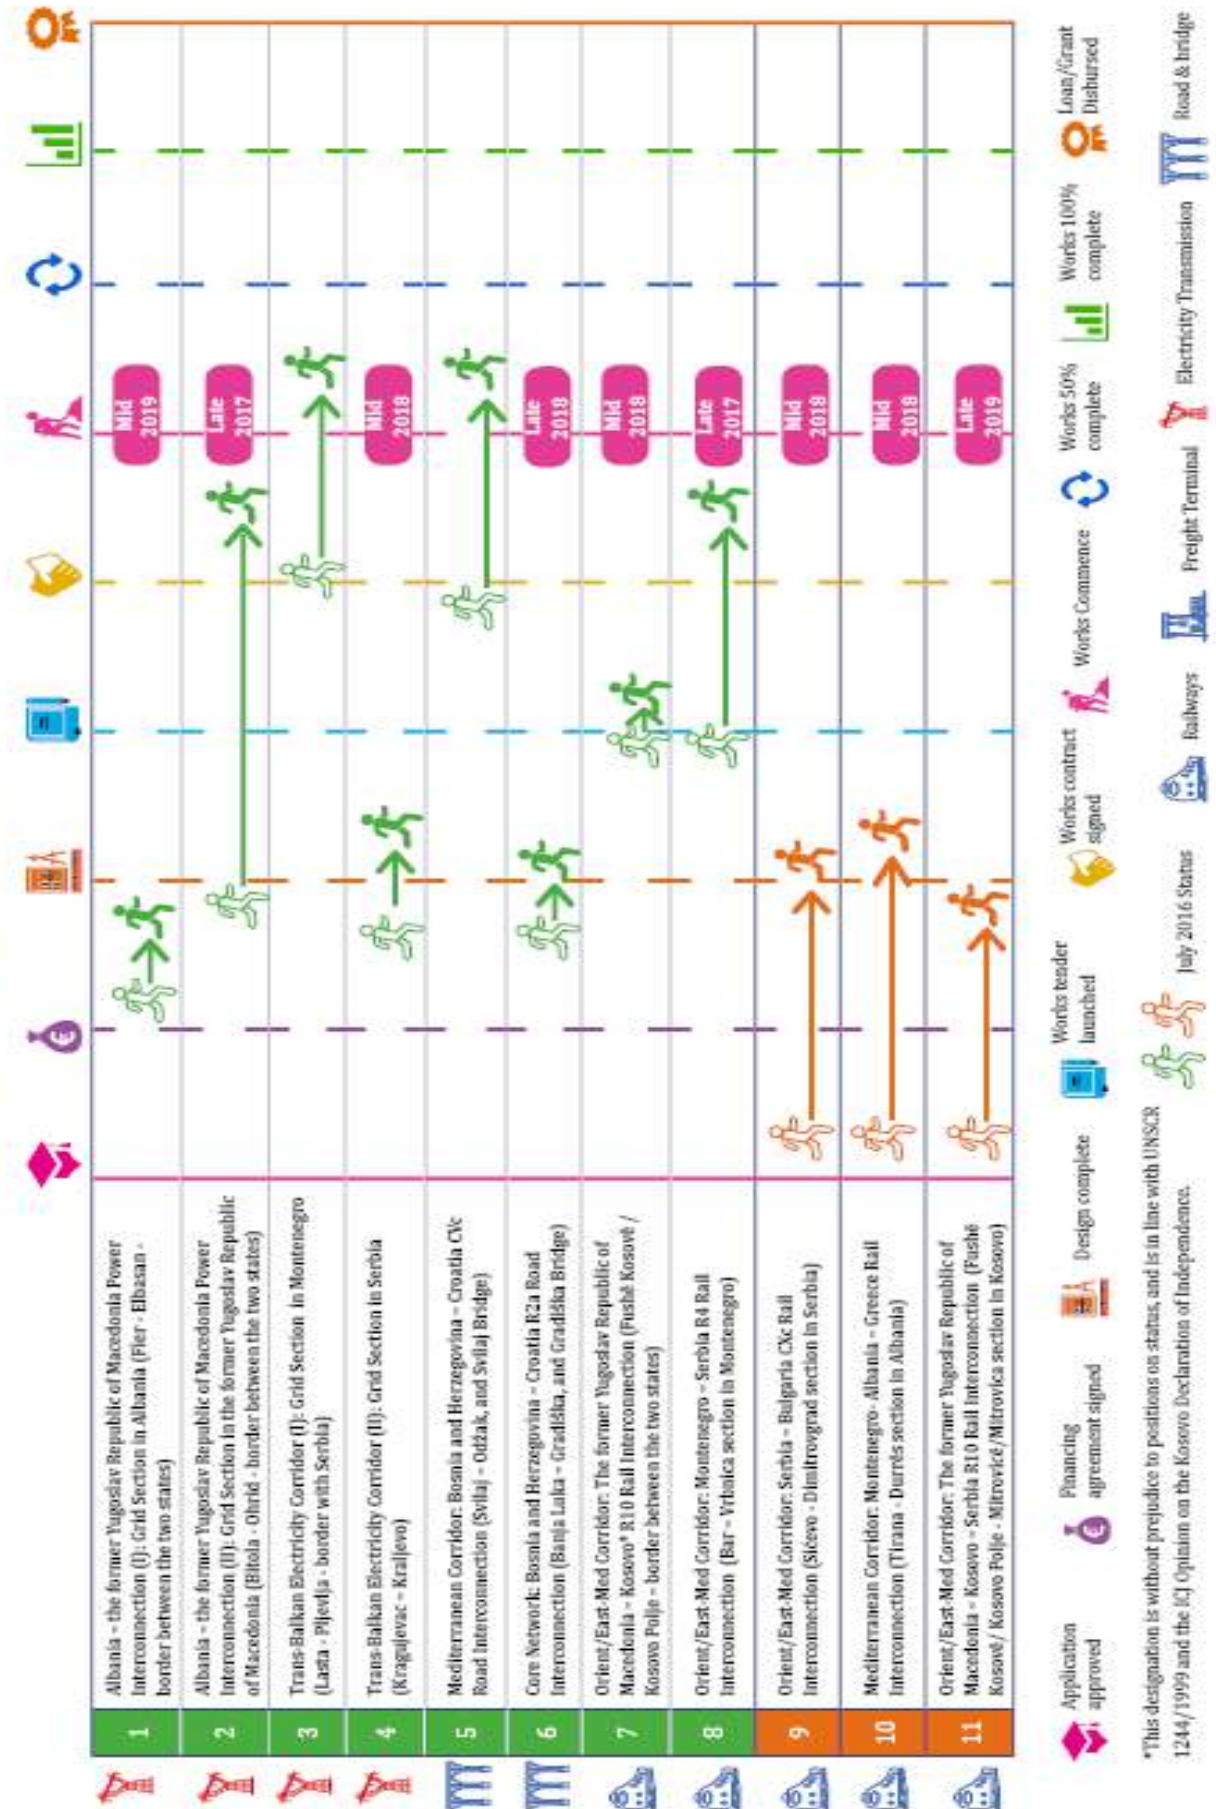 1
Albania – the former Yugoslav Republic of Macedonia Power
Interconnection (I): Grid Section in Albania (Fier - Elbasan -
border between the two states)
Mid
2019
2
Albania – the former Yugoslav Republic of Macedonia Power
Interconnection (II): Grid Section in the former Yugoslav Republic
of Macedonia (Bitola - Ohrid - border between the two states)
Late
2017
3
Trans-Balkan Electricity Corridor (I): Grid Section in Montenegro
(Lasta - Pljevlja - border with Serbia)
4
Trans-Balkan Electricity Corridor (II): Grid Section in Serbia
(Kragujevac – Kraljevo)
Mid
2018
5
Mediterranean Corridor: Bosnia and Herzegovina – Croatia CVc
Road Interconnection (Svilaj – Odžak, and Svilaj Bridge)
6
Core Network: Bosnia and Herzegovina – Croatia R2a Road
Interconnection (Banja Luka – Gradiška, and Gradiška Bridge)
Late
2018
7
Orient/East-Med Corridor: The former Yugoslav Republic of
Macedonia – Kosovo* R10 Rail Interconnection (Fushë Kosovë /
Kosovo Polje – border between the two states)
Mid
2018
8
Orient/East-Med Corridor: Montenegro – Serbia R4 Rail
Interconnection (Bar – Vrbnica section in Montenegro)
Late
2017
9
Orient/East-Med Corridor: Serbia – Bulgaria CXc Rail
Interconnection (Sićevo - Dimitrovgrad section in Serbia)
Mid
2018
10
Mediterranean Corridor: Montenegro- Albania – Greece Rail
Interconnection (Tirana - Durrës section in Albania)
Mid
2018
11
Orient/East-Med Corridor: The former Yugoslav Republic of
Macedonia – Kosovo – Serbia R10 Rail Interconnection (Fushë
Kosovë/ Kosovo Polje - Mitrovicë/Mitrovica section in Kosovo)
Late
2019
Application
approved
Financing
agreement signed
Design complete
Works tender
launched
Works contract
signed
Works Commence
Works 50%
complete
Works 100%
complete
Loan/Grant
Disbursed
*This designation is without prejudice to positions on status, and is in line with UNSCR
1244/1999 and the ICJ Opinion on the Kosovo Declaration of Independence.
July 2016 Status
Railways
Freight Terminal
Electricity Transmission
Road & bridge